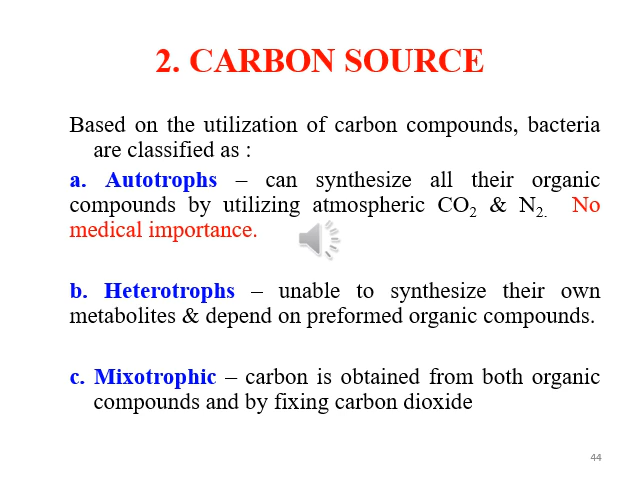 2. CARBON SOURCE
Based on the utilization of carbon compounds, bacteria
are classified as :
a. Autotrophs – can synthesize all their organic
compounds by utilizing atmospheric CO₂ & N₂. No
medical importance.
b. Heterotrophs – unable to synthesize their own
metabolites & depend on preformed organic compounds.
c. Mixotrophic – carbon is obtained from both organic
compounds and by fixing carbon dioxide
44